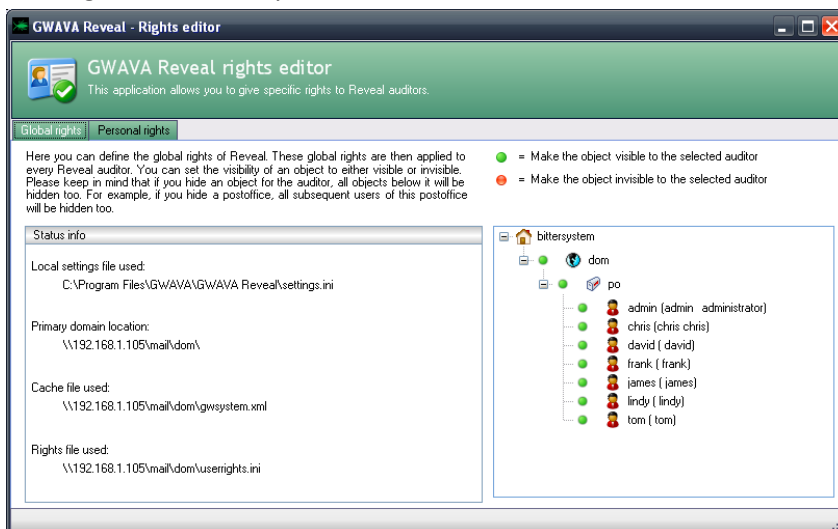 GWAVA Reveal - Rights editor
GWAVA Reveal rights editor
This application allows you to give specific rights to Reveal auditors.
Global rights Personal rights
Here you can define the global rights of Reveal. These global rights are then applied to
every Reveal auditor. You can set the visibility of an object to either visible or invisible.
Please keep in mind that if you hide an object for the auditor, all objects below it will be
hidden too. For example, if you hide a postoffice, all subsequent users of this postoffice
will be hidden too.
= Make the object visible to the selected auditor
= Make the object invisible to the selected auditor
Status info
Local settings file used:
C:\Program Files\GWAVA\GWAVA Reveal\settings.ini
Primary domain location:
\\192.168.1.105\mail\dom\
Cache file used:
\\192.168.1.105\mail\dom\gwsystem.xml
Rights file used:
\\192.168.1.105\mail\dom\userrights.ini
bittersystem
dom
po
admin (admin administrator)
chris (chris chris)
david ( david)
frank ( frank)
james ( james)
lindy ( lindy)
tom ( tom)